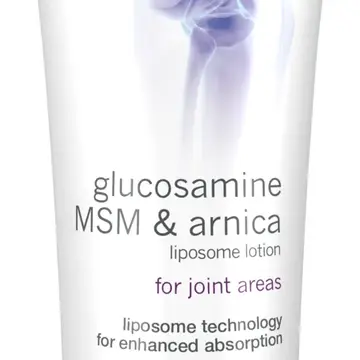 glucosamine
MSM & arnica
liposome lotion
for joint areas
liposome technology
for enhanced absorption